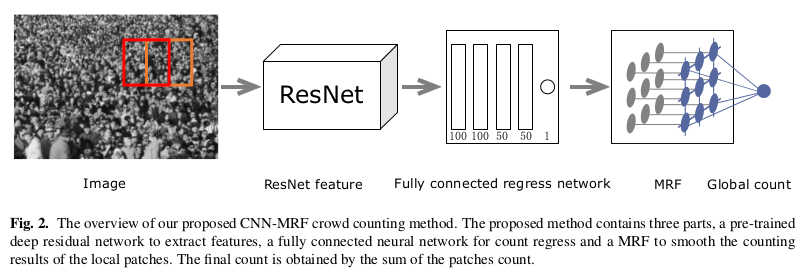 ResNet
100 100 50 50 1
Image
ResNet feature
Fully connected regress network
MRF
Global count
Fig. 2. The overview of our proposed CNN-MRF crowd counting method. The proposed method contains three parts, a pre-trained
deep residual network to extract features, a fully connected neural network for count regress and a MRF to smooth the counting
results of the local patches. The final count is obtained by the sum of the patches count.